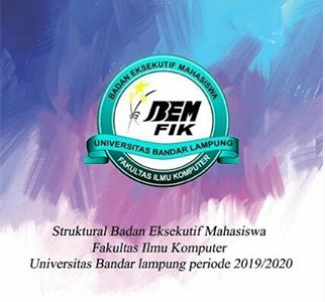 BADAN EKSEKUTIF MAHASISWA
BEM
FIK
UNIVERSITAS BANDAR LAMPUNG
FAKULTAS ILMU KOMPUTER
Struktural Badan Eksekutif Mahasiswa
Fakultas Ilmu Komputer
Universitas Bandar lampung periode 2019/2020